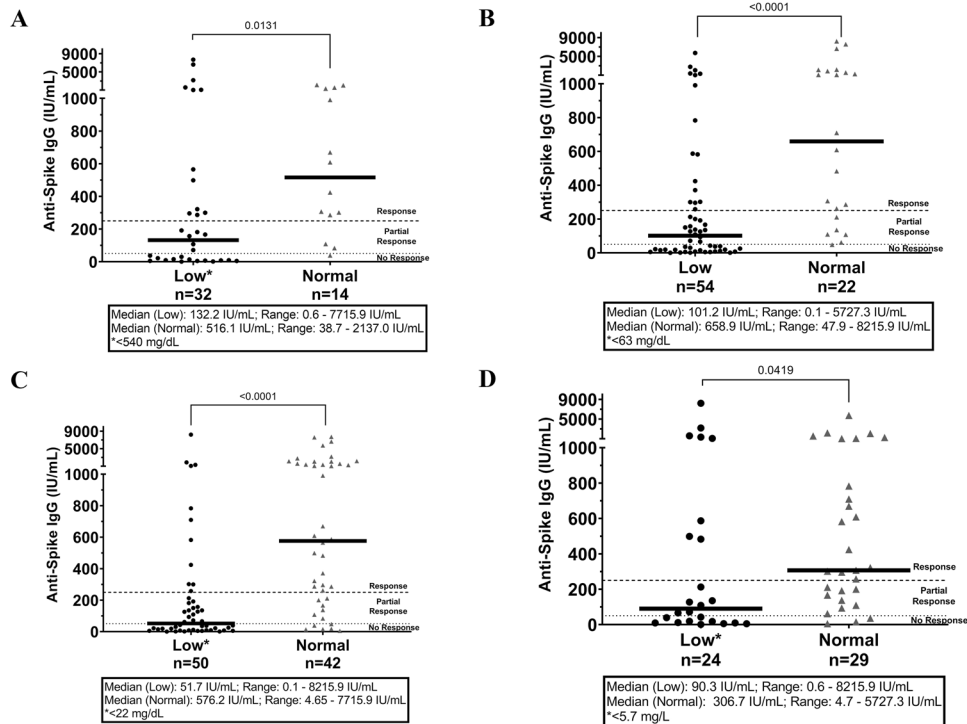 A
0.0131
Anti-Spike IgG (IU/mL)
9000
5000
1000
800
600
400
200
0
Response
Partial
Response
No Response
Low*
Normal
n=32
n=14
Median (Low): 132.2 IU/mL; Range: 0.6 - 7715.9 IU/mL
Median (Normal): 516.1 IU/mL; Range: 38.7 - 2137.0 IU/mL
*<540 mg/dL
B
<0.0001
Anti-Spike IgG (IU/mL)
9000
5000
1000
800
600
400
200
0
Response
Partial
Response
No Response
Low
Normal
n=54
n=22
Median (Low): 101.2 IU/mL; Range: 0.1 - 5727.3 IU/mL
Median (Normal): 658.9 IU/mL; Range: 47.9 - 8215.9 IU/mL
*<63 mg/dL
C
<0.0001
Anti-Spike IgG (IU/mL)
9000
5000
1000
800
600
400
200
0
Response
Partial
Response
No Response
Low*
Normal
n=50
n=42
Median (Low): 51.7 IU/mL; Range: 0.1 - 8215.9 IU/mL
Median (Normal): 576.2 IU/mL; Range: 4.65 - 7715.9 IU/mL
*<22 mg/dL
D
0.0419
Anti-Spike IgG (IU/mL)
9000
5000
1000
800
600
400
200
0
Response
Partial
Response
No Response
Low*
Normal
n=24
n=29
Median (Low): 90.3 IU/mL; Range: 0.6 - 8215.9 IU/mL
Median (Normal): 306.7 IU/mL; Range: 4.7 - 5727.3 IU/mL
*<5.7 mg/L